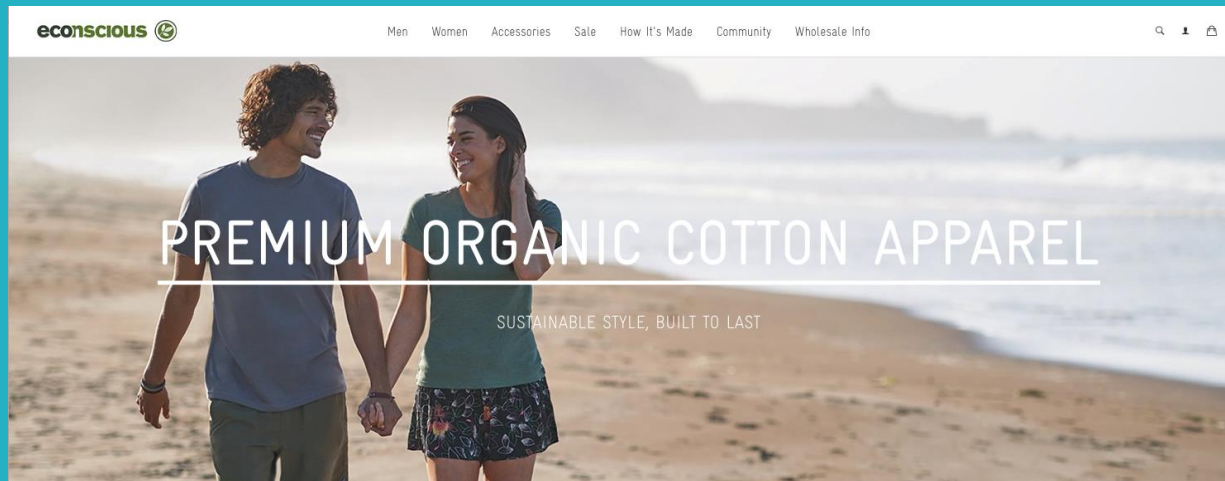 econscious
Men Women Accessories Sale How It's Made Community Wholesale Info
PREMIUM ORGANIC COTTON APPAREL
SUSTAINABLE STYLE, BUILT TO LAST